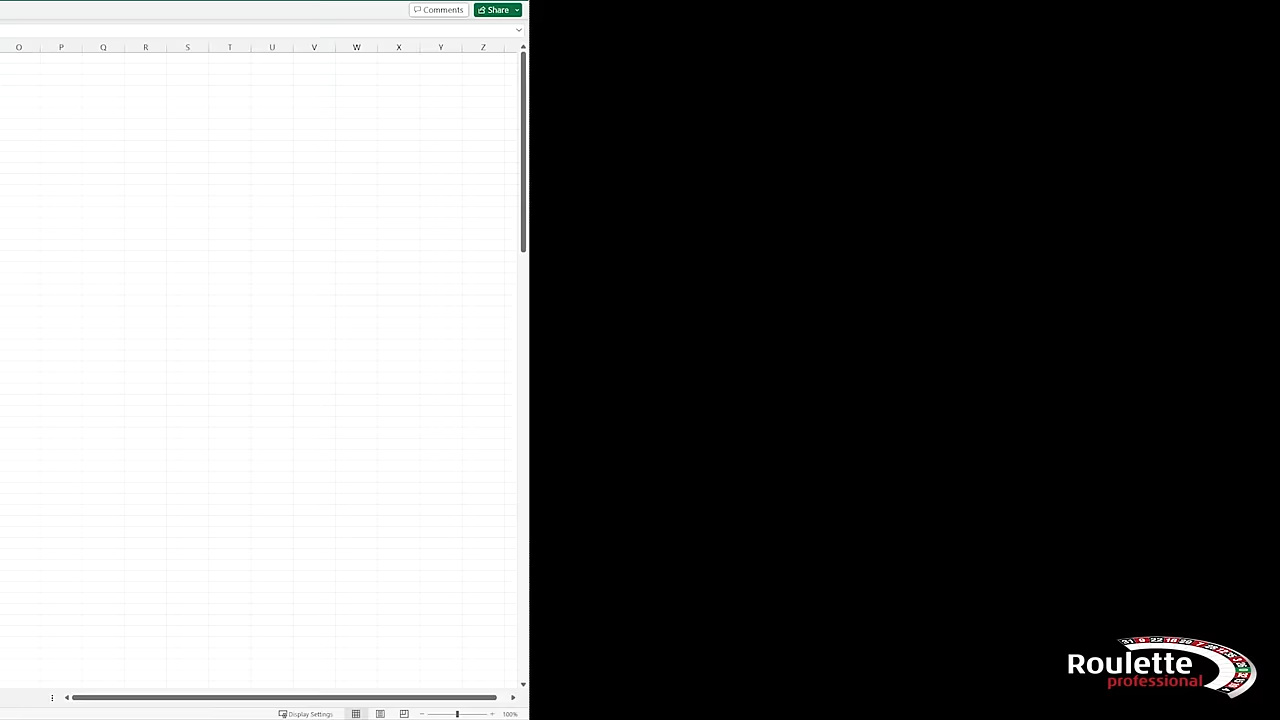 Comments Share
O P Q R S T U V W X Y Z
Display Settings 100%
Roulette
professional